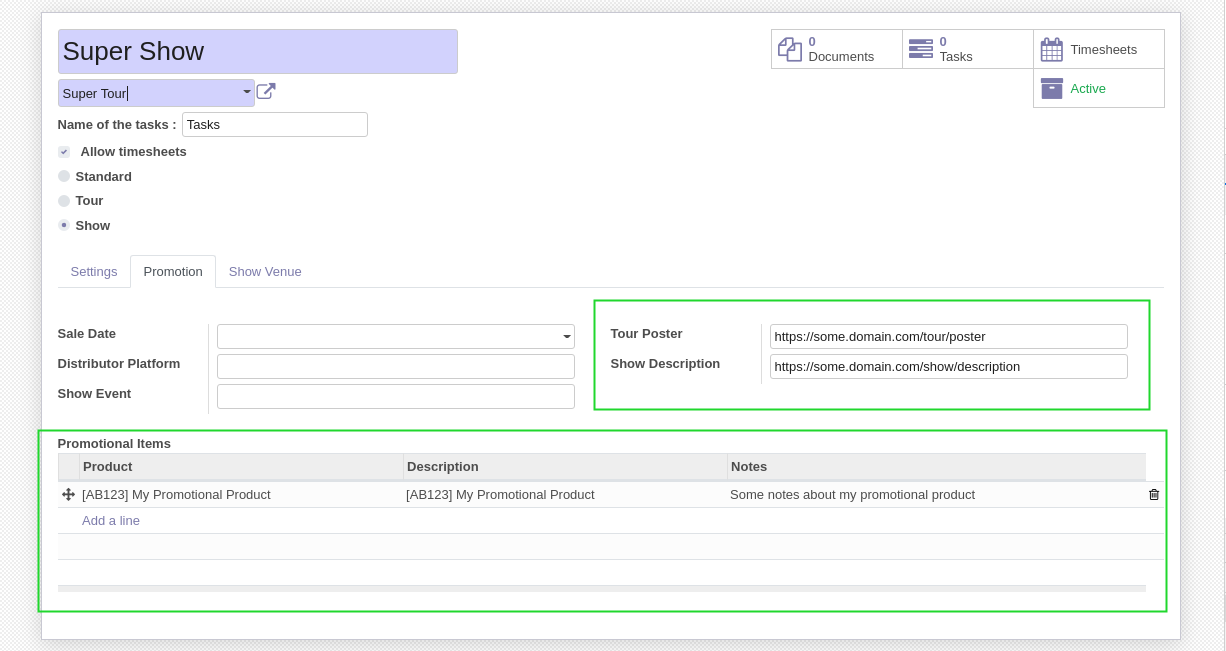 Super Show
0
Documents
0
Tasks
Timesheets
Super Tour
Active
Name of the tasks : Tasks
Allow timesheets
Standard
Tour
Show
Settings Promotion Show Venue
Sale Date
Distributor Platform
Show Event
Tour Poster https://some.domain.com/tour/poster
Show Description https://some.domain.com/show/description
Promotional Items
Product Description Notes
[AB123] My Promotional Product [AB123] My Promotional Product Some notes about my promotional product
Add a line